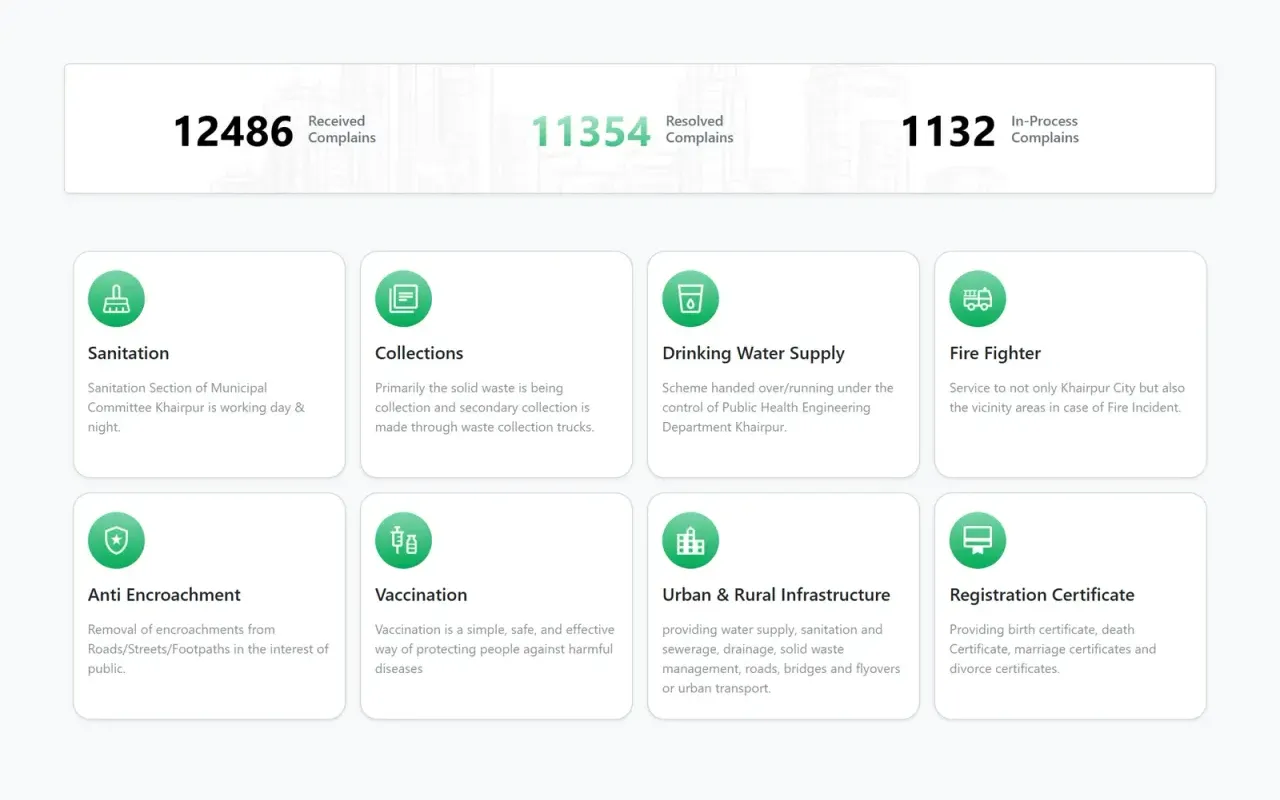 12486 Received
Complains
11354 Resolved
Complains
1132 In-Process
Complains
Sanitation
Sanitation Section of Municipal
Committee Khairpur is working day &
night.
Collections
Primarily the solid waste is being
collection and secondary collection is
made through waste collection trucks.
Drinking Water Supply
Scheme handed over/running under the
control of Public Health Engineering
Department Khairpur.
Fire Fighter
Service to not only Khairpur City but also
the vicinity areas in case of Fire Incident.
Anti Encroachment
Removal of encroachments from
Roads/Streets/Footpaths in the interest of
public.
Vaccination
Vaccination is a simple, safe, and effective
way of protecting people against harmful
diseases
Urban & Rural Infrastructure
providing water supply, sanitation and
sewerage, drainage, solid waste
management, roads, bridges and flyovers
or urban transport.
Registration Certificate
Providing birth certificate, death
Certificate, marriage certificates and
divorce certificates.